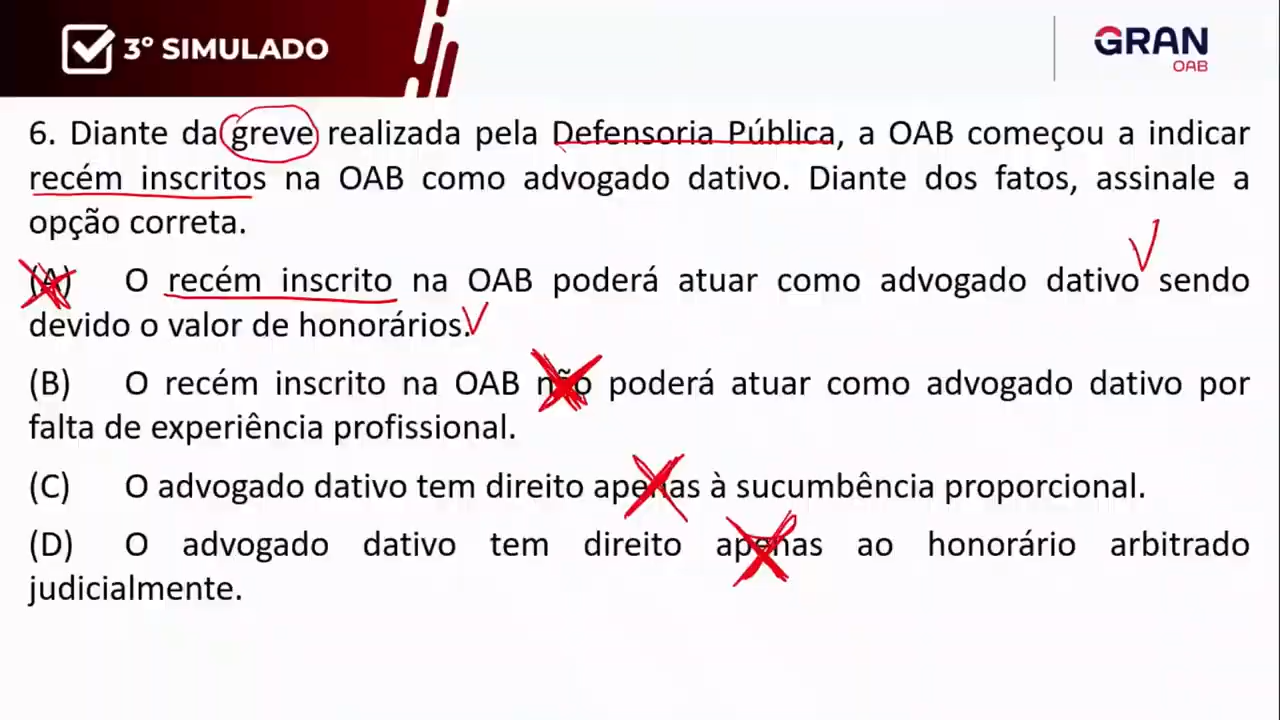 3º SIMULADO
GRAN
OAB
6. Diante da greve realizada pela Defensoria Pública, a OAB começou a indicar
recém inscritos na OAB como advogado dativo. Diante dos fatos, assinale a
opção correta.
(A) O recém inscrito na OAB poderá atuar como advogado dativo sendo
devido o valor de honorários.
(B) O recém inscrito na OAB não poderá atuar como advogado dativo por
falta de experiência profissional.
(C) O advogado dativo tem direito apenas à sucumbência proporcional.
(D) O advogado dativo tem direito apenas ao honorário arbitrado
judicialmente.